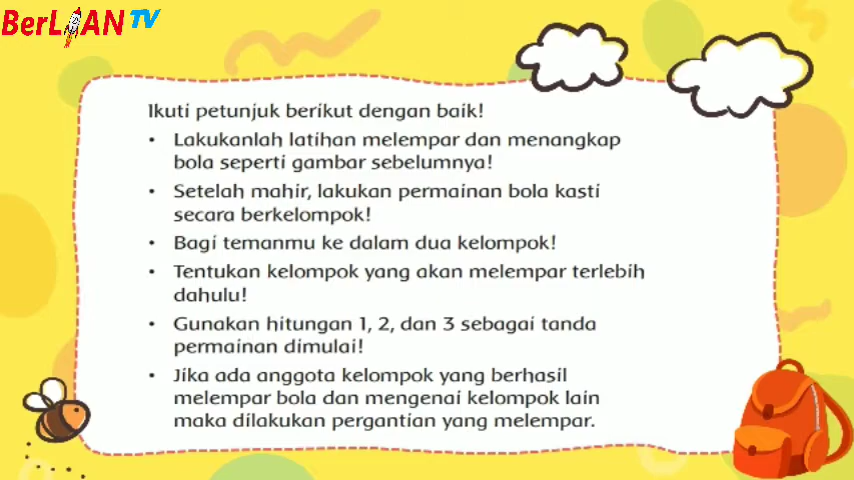 BerLIAN TV
Ikuti petunjuk berikut dengan baik!
• Lakukanlah latihan melempar dan menangkap
bola seperti gambar sebelumnya!
• Setelah mahir, lakukan permainan bola kasti
secara berkelompok!
• Bagi temanmu ke dalam dua kelompok!
• Tentukan kelompok yang akan melempar terlebih
dahulu!
• Gunakan hitungan 1, 2, dan 3 sebagai tanda
permainan dimulai!
• Jika ada anggota kelompok yang berhasil
melempar bola dan mengenai kelompok lain
maka dilakukan pergantian yang melempar.